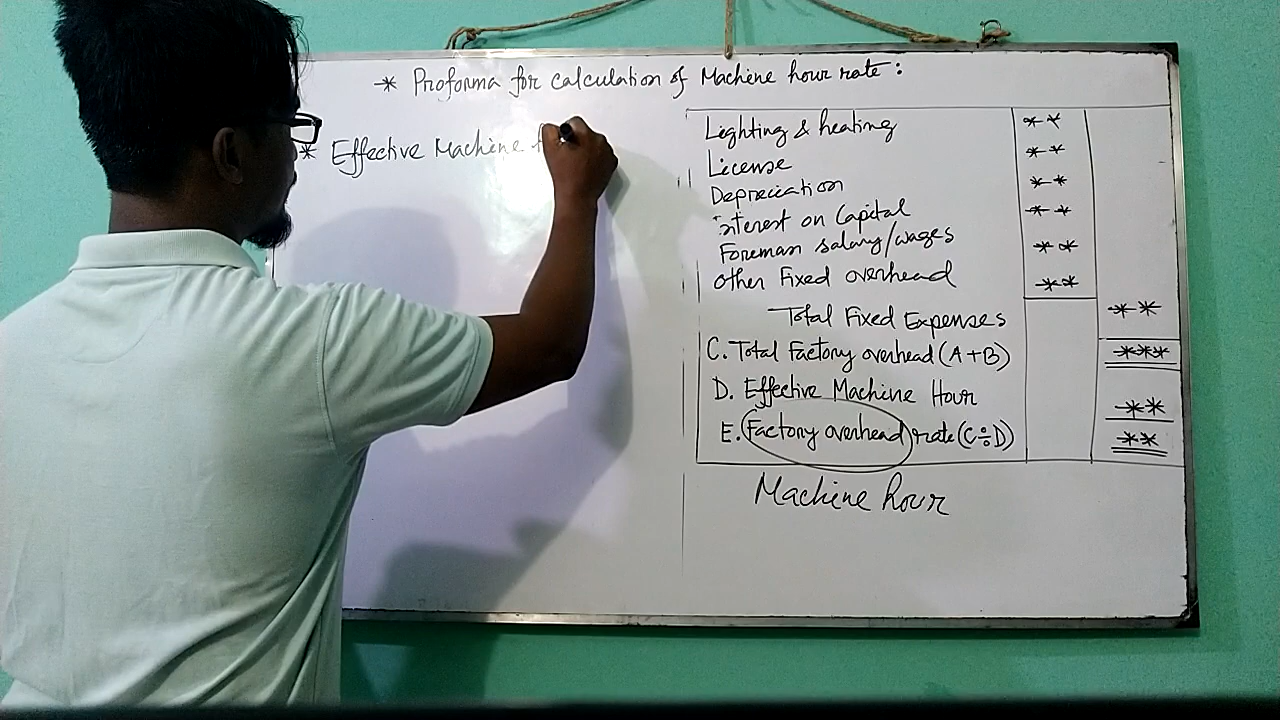 * Proforma for calculation of Machine hour rate:
* Effective Machine
Lighting & heating **
License **
Depreciation **
Interest on Capital **
Foreman salary/wages **
Other Fixed overhead **
Total Fixed Expenses **
C. Total Factory overhead (A+B) ***
D. Effective Machine Hour **
E. Factory overhead rate (C÷D) **
Machine hour